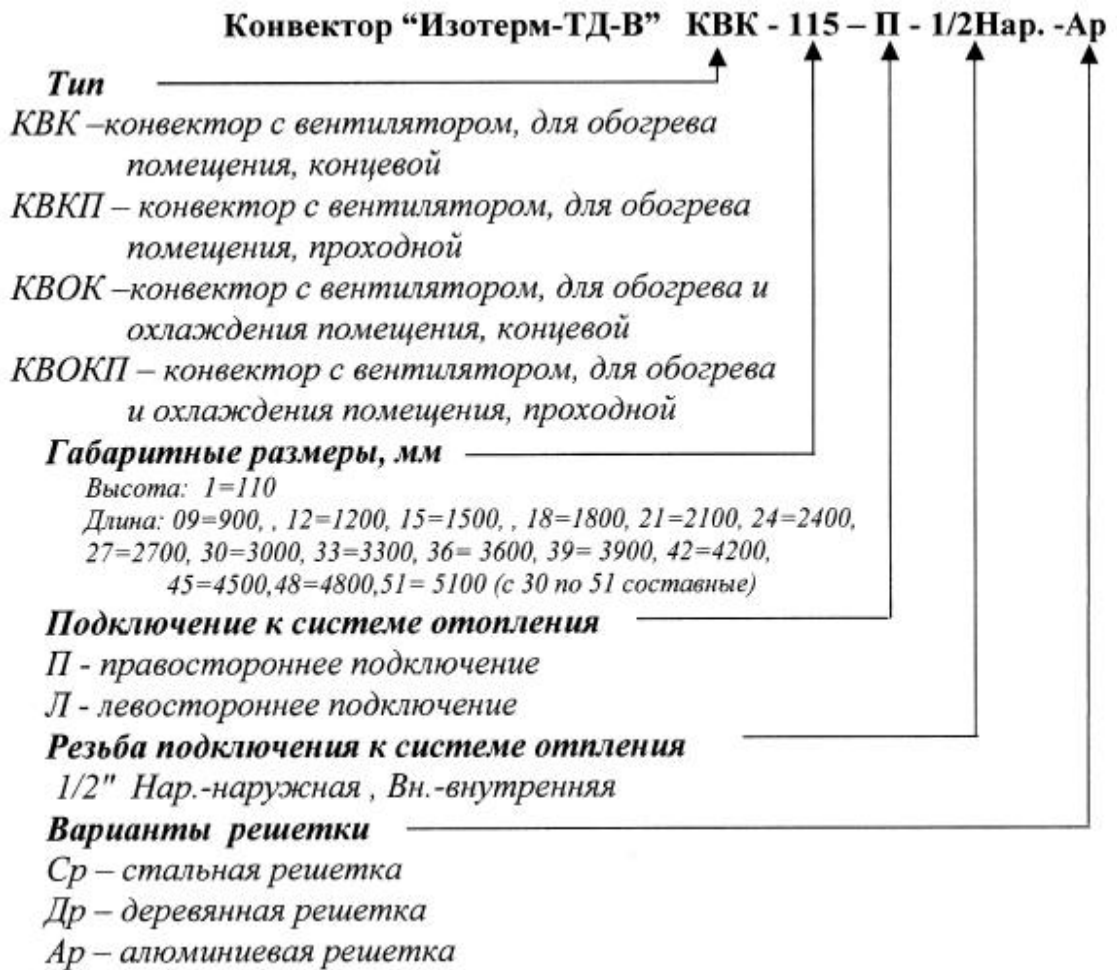 Конвектор “Изотерм-ТД-В” КВК - 115 – П - 1/2Нар. -Ар
Тип
КВК –конвектор с вентилятором, для обогрева
помещения, концевой
КВКП – конвектор с вентилятором, для обогрева
помещения, проходной
КВОК –конвектор с вентилятором, для обогрева и
охлаждения помещения, концевой
КВОКП – конвектор с вентилятором, для обогрева
и охлаждения помещения, проходной
Габаритные размеры, мм
Высота: 1=110
Длина: 09=900, , 12=1200, 15=1500, , 18=1800, 21=2100, 24=2400,
27=2700, 30=3000, 33=3300, 36= 3600, 39= 3900, 42=4200,
45=4500,48=4800,51= 5100 (с 30 по 51 составные)
Подключение к системе отопления
П - правостороннее подключение
Л - левостороннее подключение
Резьба подключения к системе отпления
1/2" Нар.-наружная , Вн.-внутренняя
Варианты решетки
Ср – стальная решетка
Др – деревянная решетка
Ар – алюминиевая решетка